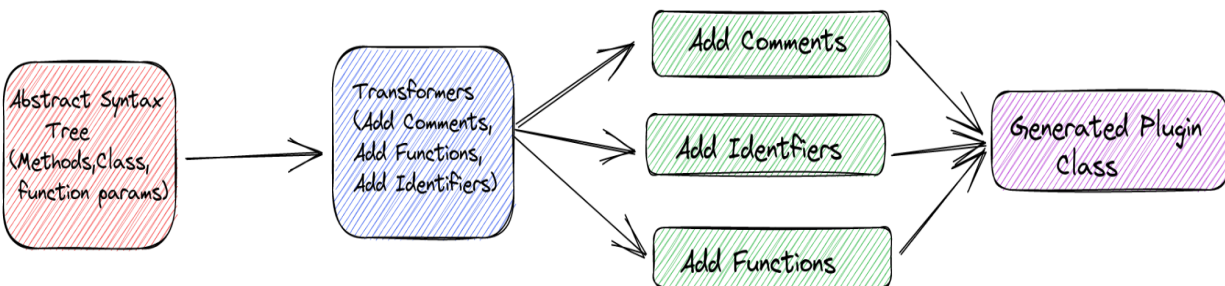 Abstract Syntax
Tree
(Methods,Class,
function params)
Transformers
(Add Comments,
Add Functions,
Add Identifiers)
Add Comments
Add Identfiers
Add Functions
Generated Plugin
Class